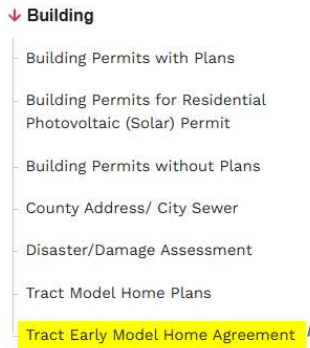 Building
Building Permits with Plans
Building Permits for Residential
Photovoltaic (Solar) Permit
Building Permits without Plans
County Address/ City Sewer
Disaster/Damage Assessment
Tract Model Home Plans
Tract Early Model Home Agreement